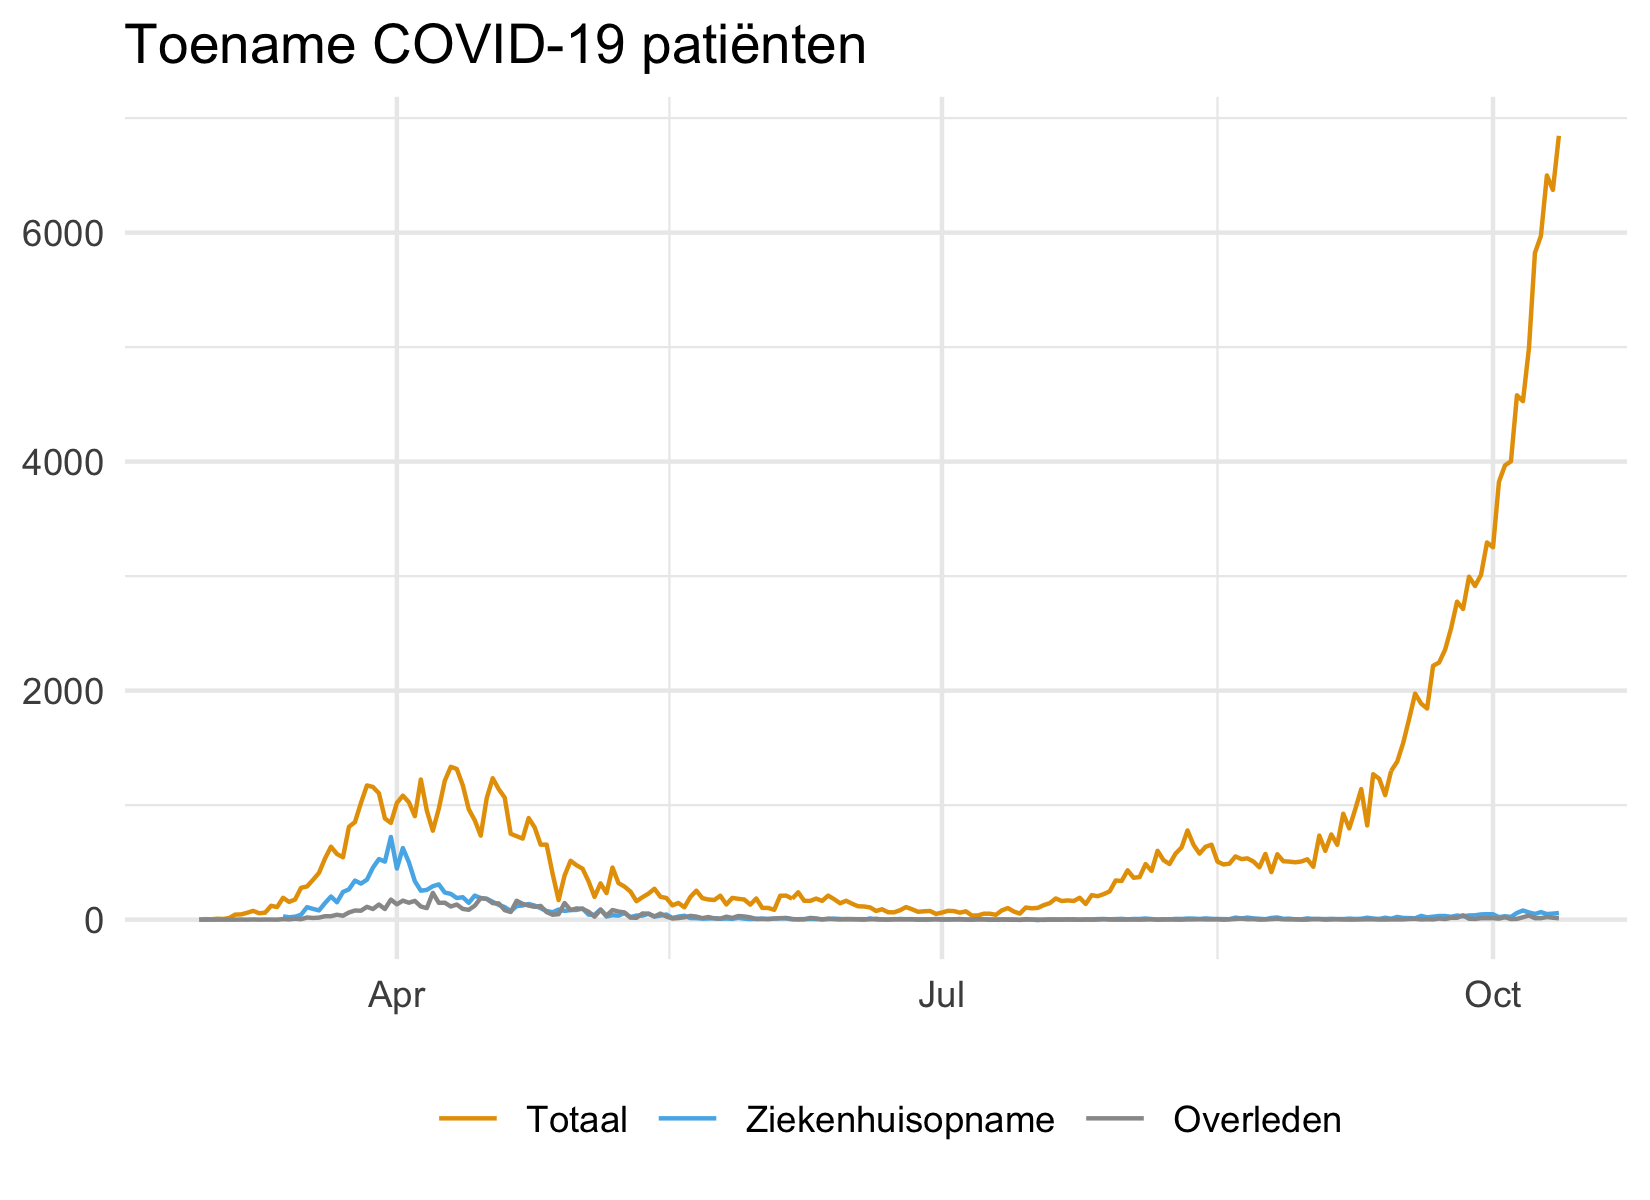 Toename COVID-19 patiënten
6000
4000
2000
0
Apr Jul Oct
Totaal Ziekenhuisopname Overleden